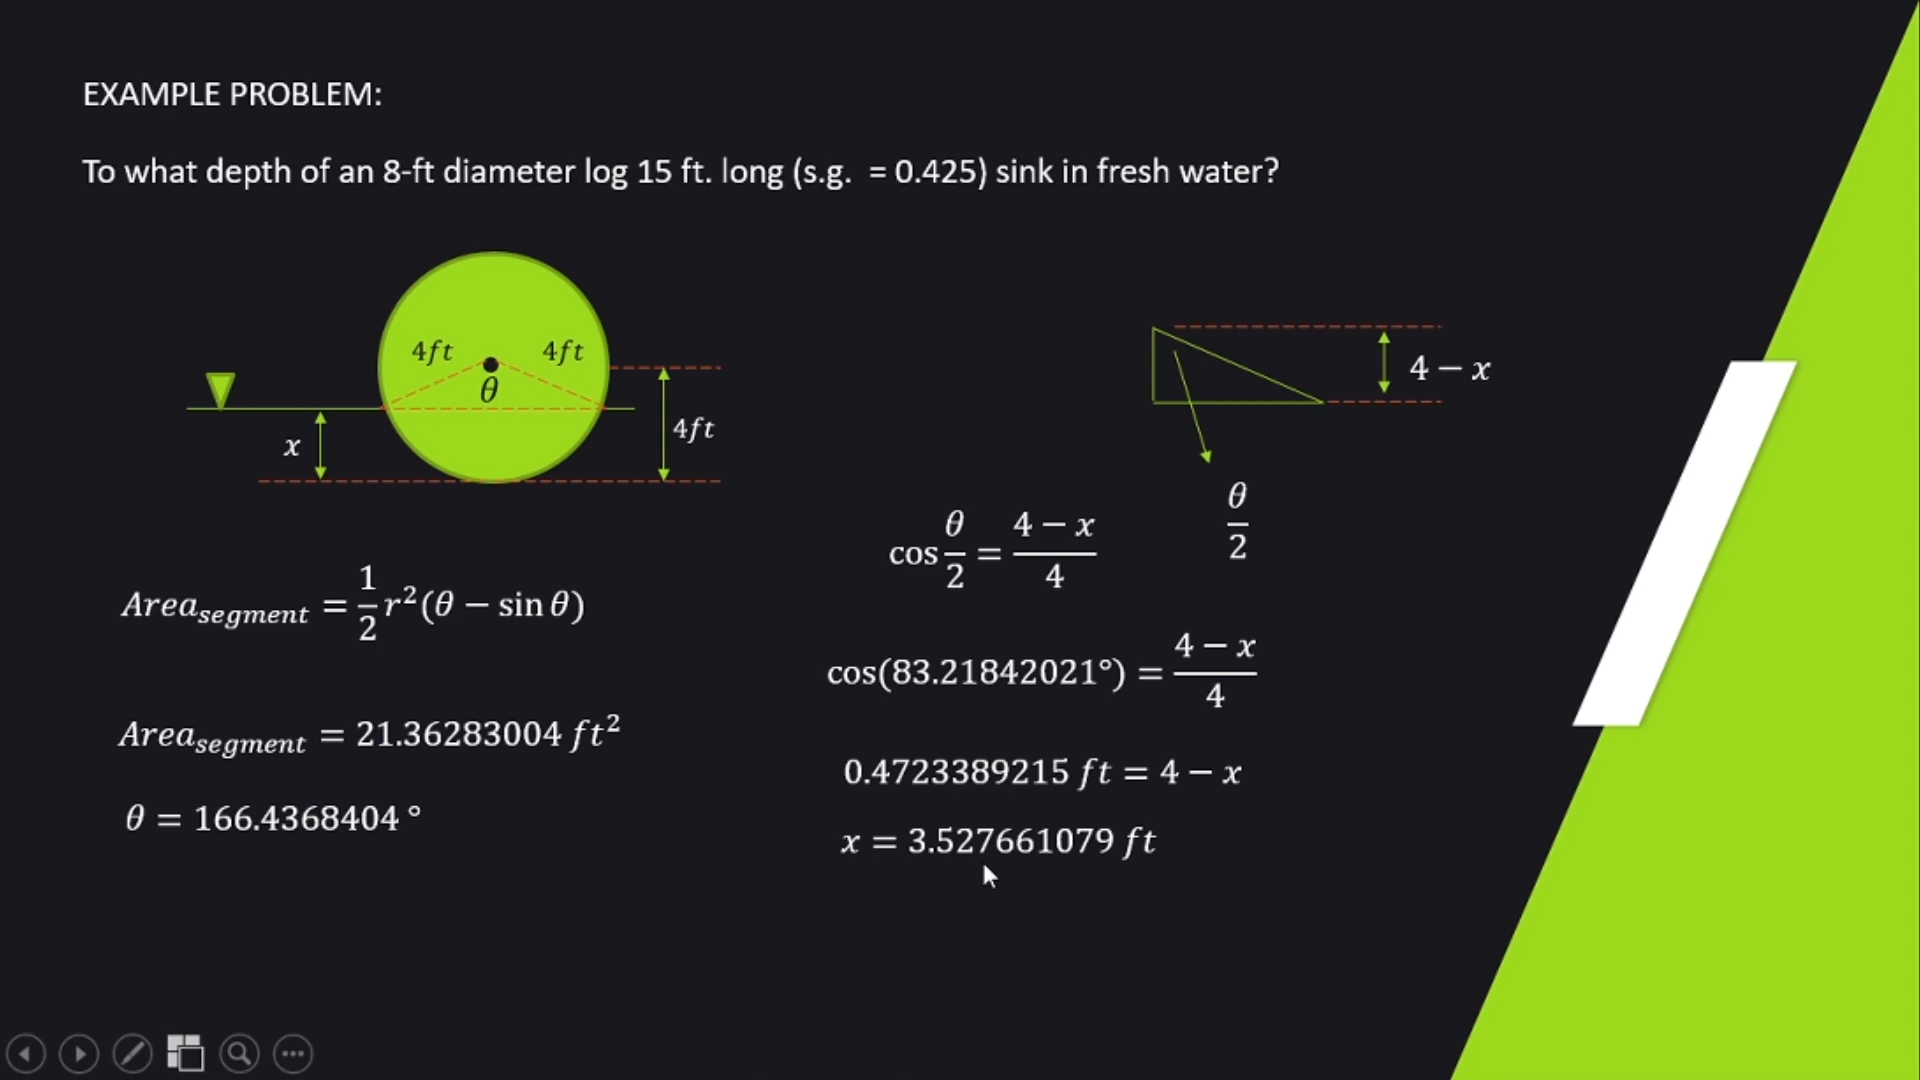 EXAMPLE PROBLEM:
To what depth of an 8-ft diameter log 15 ft. long (s.g. = 0.425) sink in fresh water?
4ft 4ft
θ
x
4ft
4 − x
θ/2
Area_segment = 1/2 r²(θ − sin θ)
Area_segment = 21.36283004 ft²
θ = 166.4368404 °
cos θ/2 = (4 − x)/4
cos(83.21842021°) = (4 − x)/4
0.4723389215 ft = 4 − x
x = 3.527661079 ft